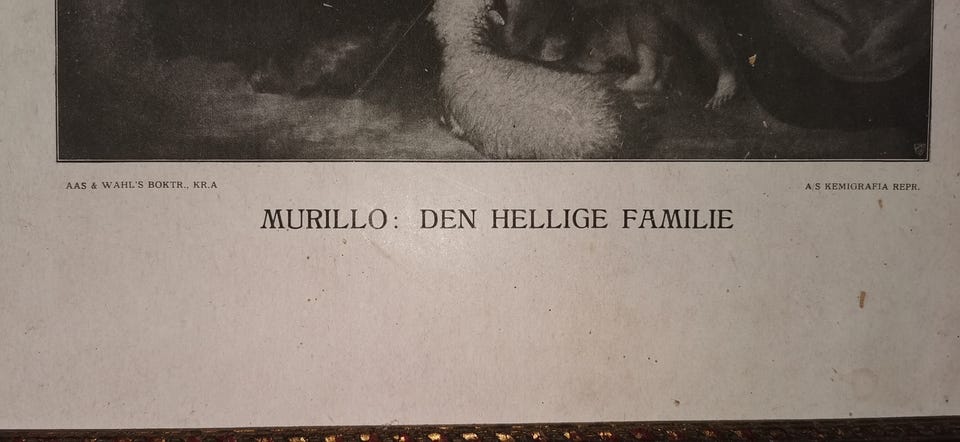 AAS & WAHL'S BOKTR., KR.A
A/S KEMIGRAFIA REPR.
MURILLO: DEN HELLIGE FAMILIE